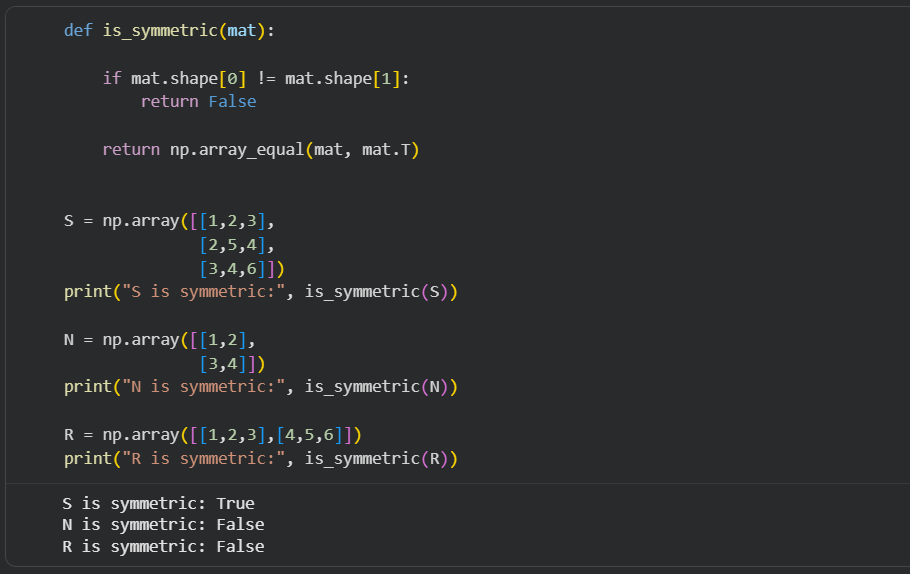 def is_symmetric(mat):
    if mat.shape[0] != mat.shape[1]:
        return False
    return np.array_equal(mat, mat.T)
S = np.array([[1,2,3],
              [2,5,4],
              [3,4,6]])
print("S is symmetric:", is_symmetric(S))
N = np.array([[1,2],
              [3,4]])
print("N is symmetric:", is_symmetric(N))
R = np.array([[1,2,3],[4,5,6]])
print("R is symmetric:", is_symmetric(R))
S is symmetric: True
N is symmetric: False
R is symmetric: False